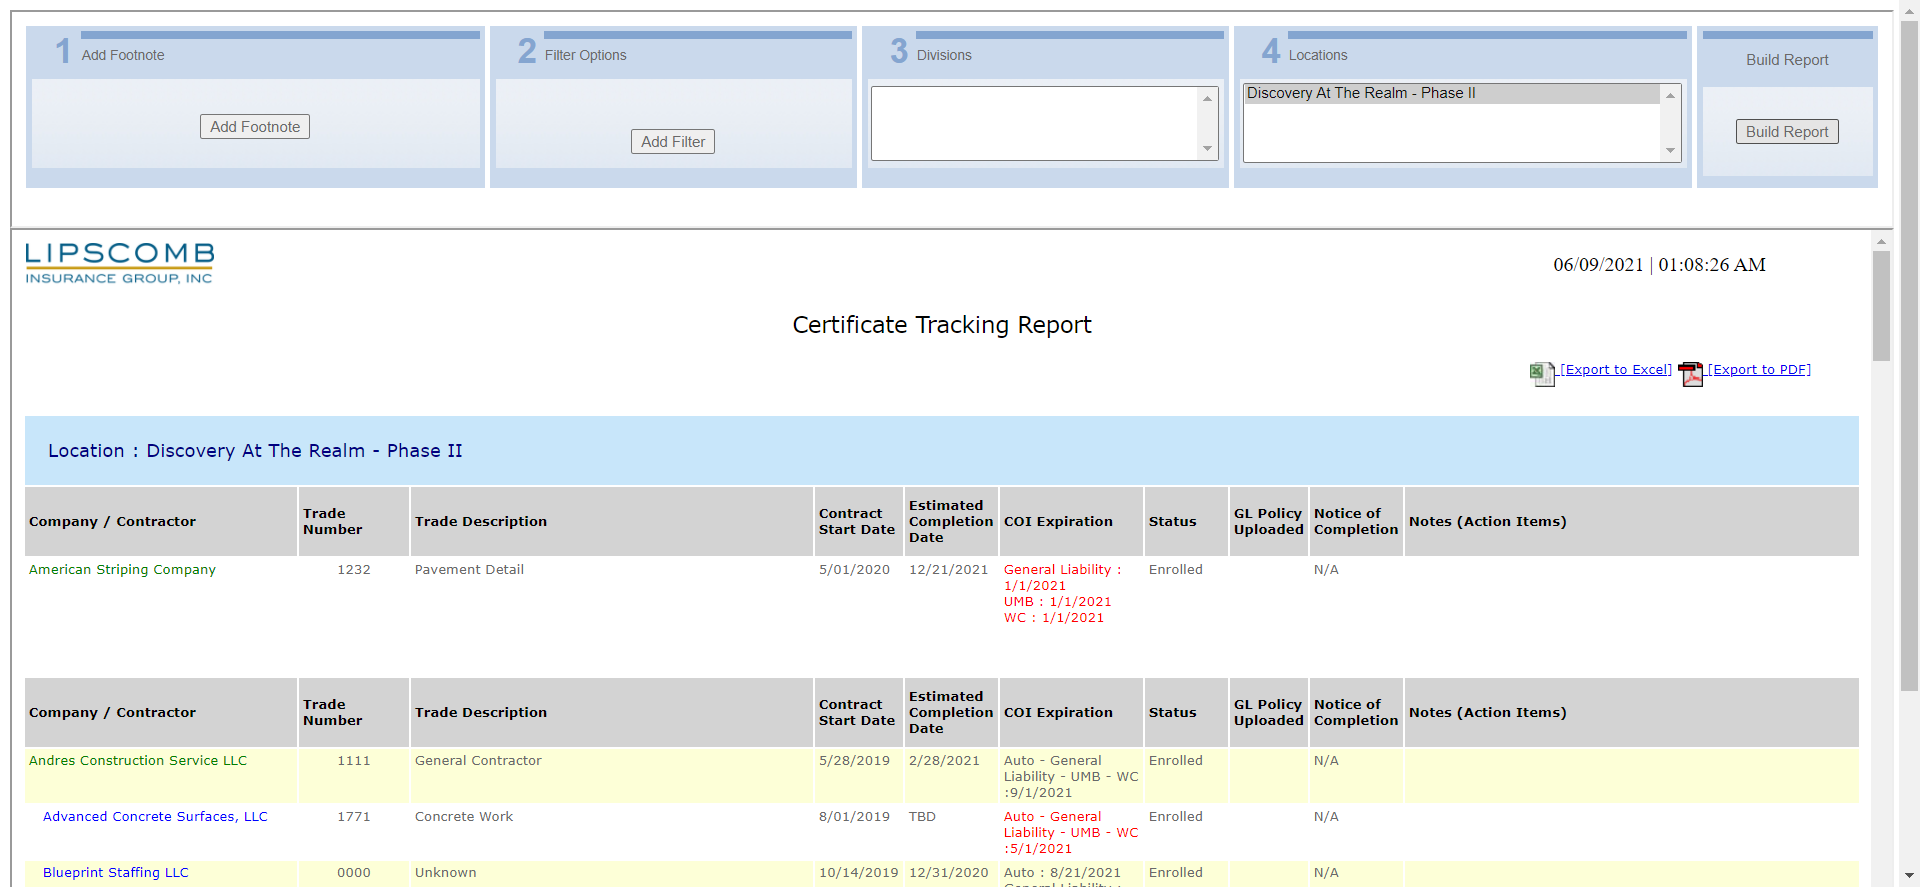 1 Add Footnote
Add Footnote
2 Filter Options
Add Filter
3 Divisions
4 Locations
Discovery At The Realm - Phase II
Build Report
Build Report
LIPSCOMB
INSURANCE GROUP, INC
06/09/2021 | 01:08:26 AM
Certificate Tracking Report
[Export to Excel] [Export to PDF]
Location : Discovery At The Realm - Phase II
Company / Contractor
Trade
Number
Trade Description
Contract
Start Date
Estimated
Completion
Date
COI Expiration
Status
GL Policy
Uploaded
Notice of
Completion
Notes (Action Items)
American Striping Company
1232
Pavement Detail
5/01/2020
12/21/2021
General Liability :
1/1/2021
UMB : 1/1/2021
WC : 1/1/2021
Enrolled
N/A
Company / Contractor
Trade
Number
Trade Description
Contract
Start Date
Estimated
Completion
Date
COI Expiration
Status
GL Policy
Uploaded
Notice of
Completion
Notes (Action Items)
Andres Construction Service LLC
1111
General Contractor
5/28/2019
2/28/2021
Auto - General
Liability - UMB - WC
:9/1/2021
Enrolled
N/A
Advanced Concrete Surfaces, LLC
1771
Concrete Work
8/01/2019
TBD
Auto - General
Liability - UMB - WC
:5/1/2021
Enrolled
N/A
Blueprint Staffing LLC
0000
Unknown
10/14/2019
12/31/2020
Auto : 8/21/2021
General Liability :
Enrolled
N/A